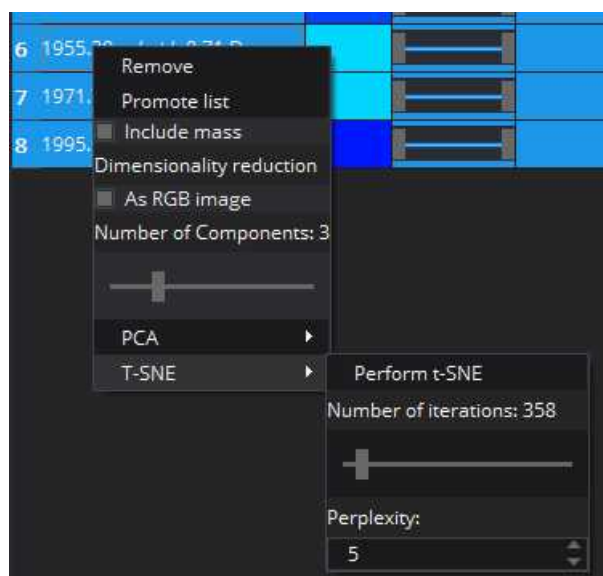 6 1955.
Remove
7 1971.
Promote list
Include mass
8 1995.
Dimensionality reduction
As RGB image
Number of Components: 3
PCA
T-SNE
Perform t-SNE
Number of iterations: 358
Perplexity:
5